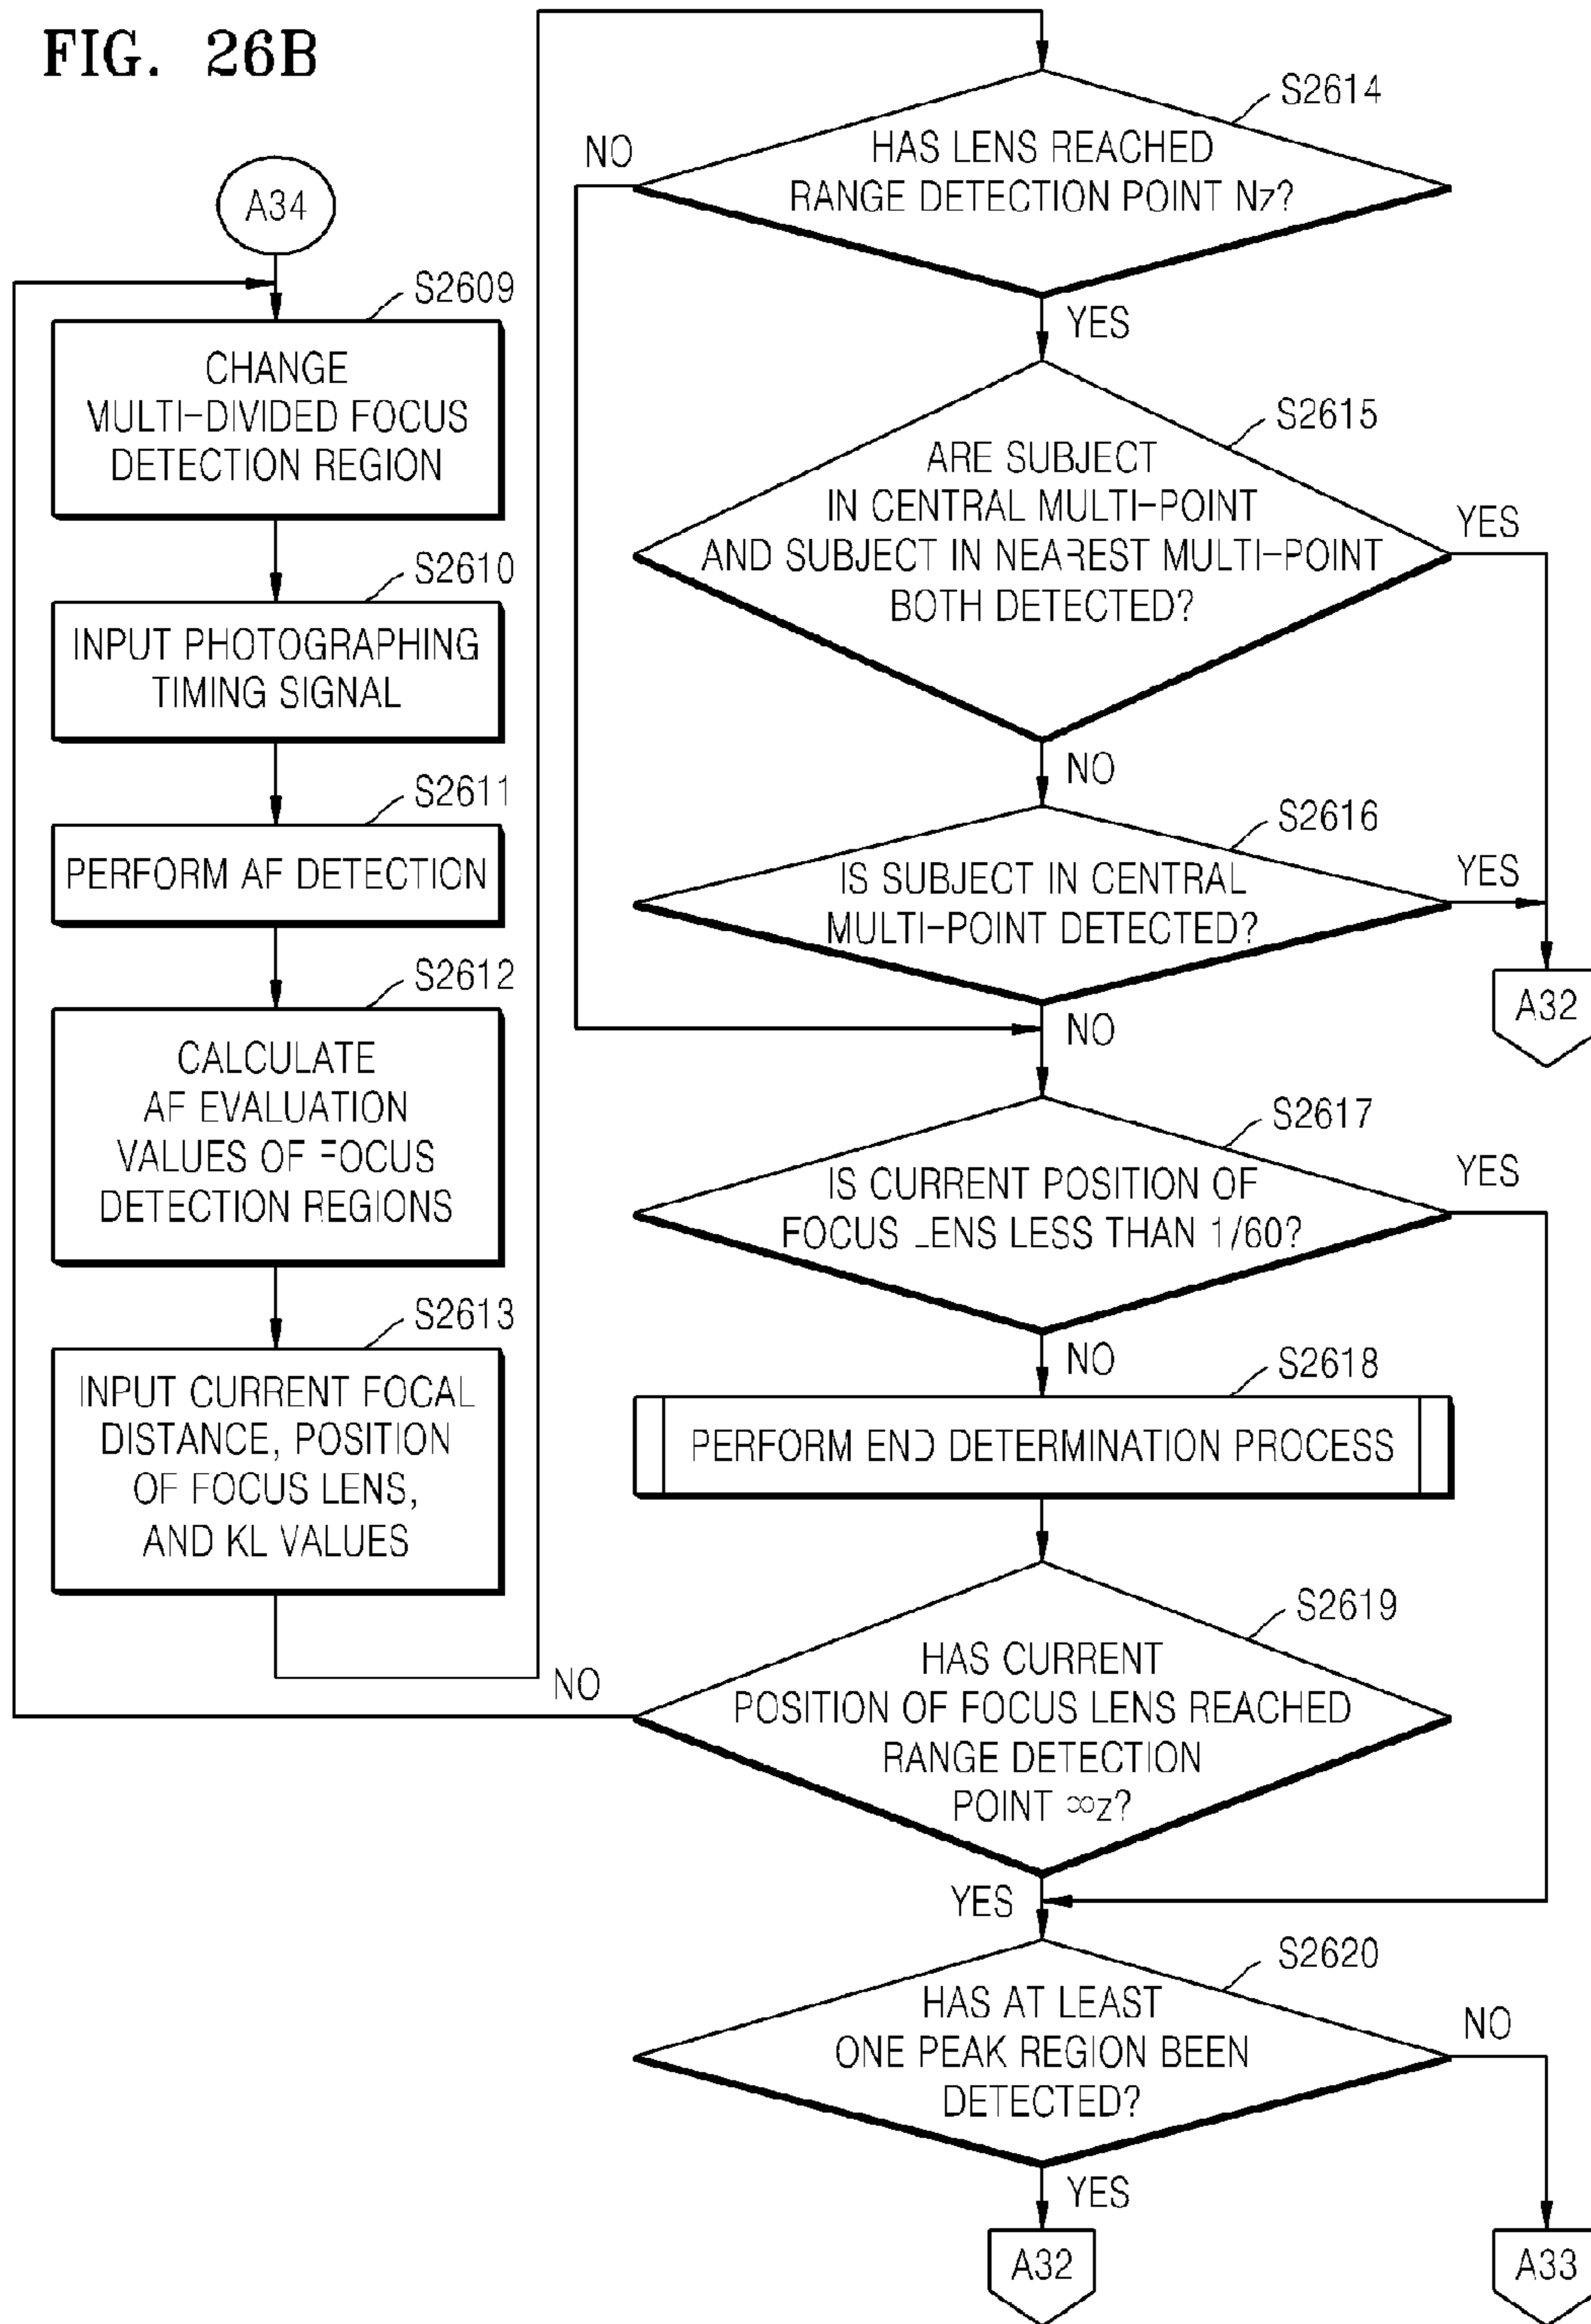 FIG. 26B
A34
S2609
CHANGE
MULTI-DIVIDED FOCUS
DETECTION REGION
S2610
INPUT PHOTOGRAPHING
TIMING SIGNAL
S2611
PERFORM AF DETECTION
S2612
CALCULATE
AF EVALUATION
VALUES OF FOCUS
DETECTION REGIONS
S2613
INPUT CURRENT FOCAL
DISTANCE, POSITION
OF FOCUS LENS,
AND KL VALUES
S2614
HAS LENS REACHED
RANGE DETECTION POINT Nz?
NO
YES
S2615
ARE SUBJECT
IN CENTRAL MULTI-POINT
AND SUBJECT IN NEAREST MULTI-POINT
BOTH DETECTED?
YES
NO
S2616
IS SUBJECT IN CENTRAL
MULTI-POINT DETECTED?
YES
NO
A32
S2617
IS CURRENT POSITION OF
FOCUS LENS LESS THAN 1/60?
YES
NO
S2618
PERFORM END DETERMINATION PROCESS
S2619
HAS CURRENT
POSITION OF FOCUS LENS REACHED
RANGE DETECTION
POINT ∞z?
NO
YES
S2620
HAS AT LEAST
ONE PEAK REGION BEEN
DETECTED?
NO
YES
A32
A33